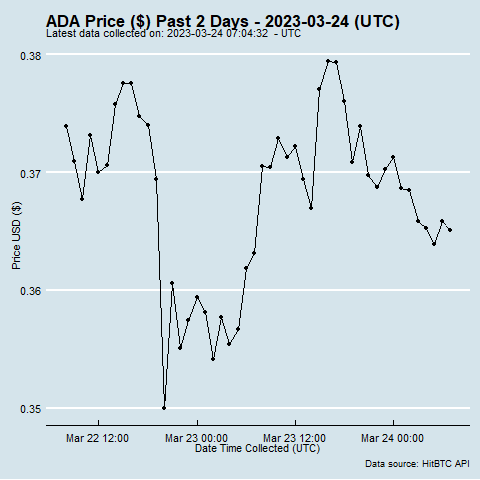 ADA Price ($) Past 2 Days - 2023-03-24 (UTC)
Latest data collected on: 2023-03-24 07:04:32  - UTC
0.38
0.37
0.36
0.35
Price USD ($)
Mar 22 12:00
Mar 23 00:00
Mar 23 12:00
Mar 24 00:00
Date Time Collected (UTC)
Data source: HitBTC API